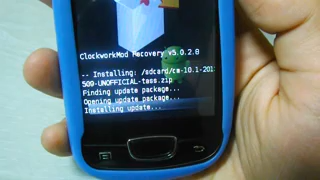 ClockworkMod Recovery v5.0.2.8
-- Installing: /sdcard/cm-10.1-201
509-UNOFFICIAL-tass.zip
Finding update package...
Opening update package...
Installing update...